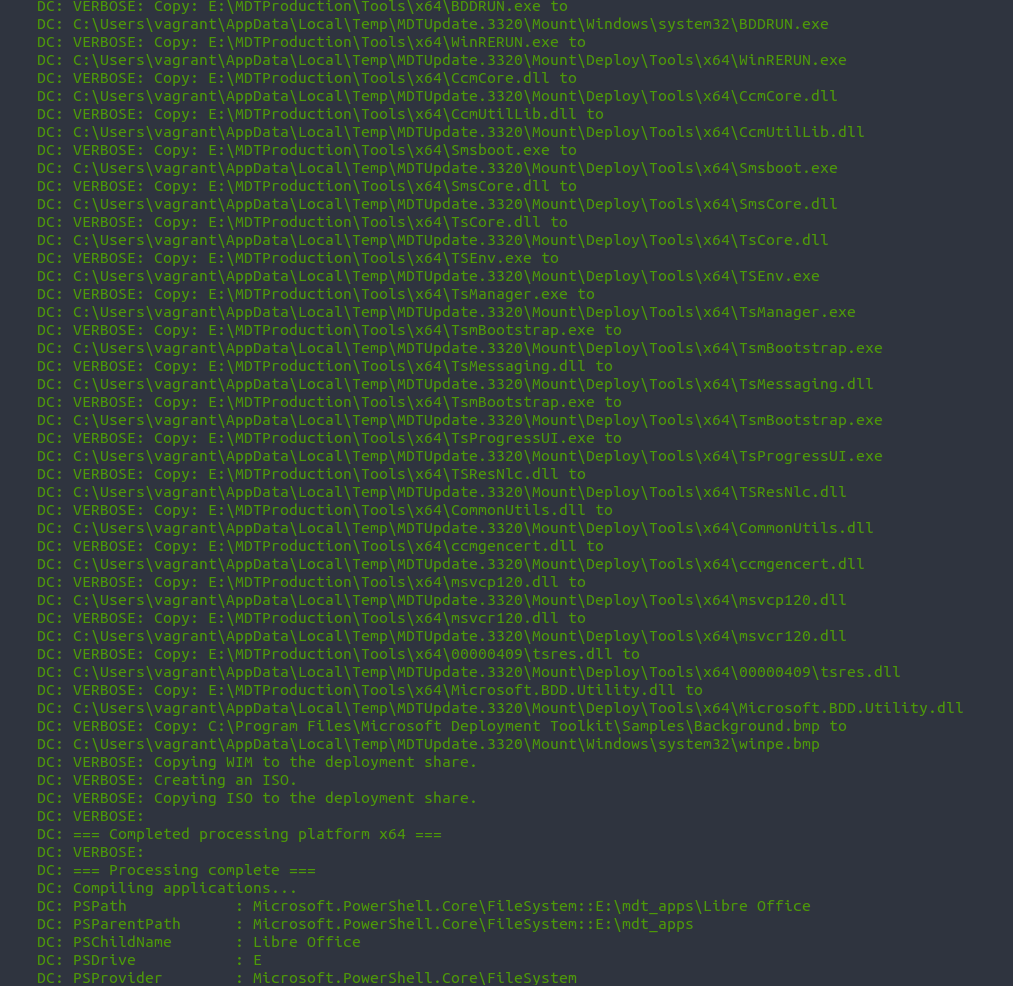 DC: VERBOSE: Copy: E:\MDTProduction\Tools\x64\BDDRUN.exe to
DC: C:\Users\vagrant\AppData\Local\Temp\MDTUpdate.3320\Mount\Windows\system32\BDDRUN.exe
DC: VERBOSE: Copy: E:\MDTProduction\Tools\x64\WinRERUN.exe to
DC: C:\Users\vagrant\AppData\Local\Temp\MDTUpdate.3320\Mount\Deploy\Tools\x64\WinRERUN.exe
DC: VERBOSE: Copy: E:\MDTProduction\Tools\x64\CcmCore.dll to
DC: C:\Users\vagrant\AppData\Local\Temp\MDTUpdate.3320\Mount\Deploy\Tools\x64\CcmCore.dll
DC: VERBOSE: Copy: E:\MDTProduction\Tools\x64\CcmUtilLib.dll to
DC: C:\Users\vagrant\AppData\Local\Temp\MDTUpdate.3320\Mount\Deploy\Tools\x64\CcmUtilLib.dll
DC: VERBOSE: Copy: E:\MDTProduction\Tools\x64\Smsboot.exe to
DC: C:\Users\vagrant\AppData\Local\Temp\MDTUpdate.3320\Mount\Deploy\Tools\x64\Smsboot.exe
DC: VERBOSE: Copy: E:\MDTProduction\Tools\x64\SmsCore.dll to
DC: C:\Users\vagrant\AppData\Local\Temp\MDTUpdate.3320\Mount\Deploy\Tools\x64\SmsCore.dll
DC: VERBOSE: Copy: E:\MDTProduction\Tools\x64\TsCore.dll to
DC: C:\Users\vagrant\AppData\Local\Temp\MDTUpdate.3320\Mount\Deploy\Tools\x64\TsCore.dll
DC: VERBOSE: Copy: E:\MDTProduction\Tools\x64\TSEnv.exe to
DC: C:\Users\vagrant\AppData\Local\Temp\MDTUpdate.3320\Mount\Deploy\Tools\x64\TSEnv.exe
DC: VERBOSE: Copy: E:\MDTProduction\Tools\x64\TsManager.exe to
DC: C:\Users\vagrant\AppData\Local\Temp\MDTUpdate.3320\Mount\Deploy\Tools\x64\TsManager.exe
DC: VERBOSE: Copy: E:\MDTProduction\Tools\x64\TsmBootstrap.exe to
DC: C:\Users\vagrant\AppData\Local\Temp\MDTUpdate.3320\Mount\Deploy\Tools\x64\TsmBootstrap.exe
DC: VERBOSE: Copy: E:\MDTProduction\Tools\x64\TsMessaging.dll to
DC: C:\Users\vagrant\AppData\Local\Temp\MDTUpdate.3320\Mount\Deploy\Tools\x64\TsMessaging.dll
DC: VERBOSE: Copy: E:\MDTProduction\Tools\x64\TsmBootstrap.exe to
DC: C:\Users\vagrant\AppData\Local\Temp\MDTUpdate.3320\Mount\Deploy\Tools\x64\TsmBootstrap.exe
DC: VERBOSE: Copy: E:\MDTProduction\Tools\x64\TsProgressUI.exe to
DC: C:\Users\vagrant\AppData\Local\Temp\MDTUpdate.3320\Mount\Deploy\Tools\x64\TsProgressUI.exe
DC: VERBOSE: Copy: E:\MDTProduction\Tools\x64\TSResNlc.dll to
DC: C:\Users\vagrant\AppData\Local\Temp\MDTUpdate.3320\Mount\Deploy\Tools\x64\TSResNlc.dll
DC: VERBOSE: Copy: E:\MDTProduction\Tools\x64\CommonUtils.dll to
DC: C:\Users\vagrant\AppData\Local\Temp\MDTUpdate.3320\Mount\Deploy\Tools\x64\CommonUtils.dll
DC: VERBOSE: Copy: E:\MDTProduction\Tools\x64\ccmgencert.dll to
DC: C:\Users\vagrant\AppData\Local\Temp\MDTUpdate.3320\Mount\Deploy\Tools\x64\ccmgencert.dll
DC: VERBOSE: Copy: E:\MDTProduction\Tools\x64\msvcp120.dll to
DC: C:\Users\vagrant\AppData\Local\Temp\MDTUpdate.3320\Mount\Deploy\Tools\x64\msvcp120.dll
DC: VERBOSE: Copy: E:\MDTProduction\Tools\x64\msvcr120.dll to
DC: C:\Users\vagrant\AppData\Local\Temp\MDTUpdate.3320\Mount\Deploy\Tools\x64\msvcr120.dll
DC: VERBOSE: Copy: E:\MDTProduction\Tools\x64\00000409\tsres.dll to
DC: C:\Users\vagrant\AppData\Local\Temp\MDTUpdate.3320\Mount\Deploy\Tools\x64\00000409\tsres.dll
DC: VERBOSE: Copy: E:\MDTProduction\Tools\x64\Microsoft.BDD.Utility.dll to
DC: C:\Users\vagrant\AppData\Local\Temp\MDTUpdate.3320\Mount\Deploy\Tools\x64\Microsoft.BDD.Utility.dll
DC: VERBOSE: Copy: C:\Program Files\Microsoft Deployment Toolkit\Samples\Background.bmp to
DC: C:\Users\vagrant\AppData\Local\Temp\MDTUpdate.3320\Mount\Windows\system32\winpe.bmp
DC: VERBOSE: Copying WIM to the deployment share.
DC: VERBOSE: Creating an ISO.
DC: VERBOSE: Copying ISO to the deployment share.
DC: VERBOSE:
DC: === Completed processing platform x64 ===
DC: VERBOSE:
DC: === Processing complete ===
DC: Compiling applications...
DC: PSPath            : Microsoft.PowerShell.Core\FileSystem::E:\mdt_apps\Libre Office
DC: PSParentPath      : Microsoft.PowerShell.Core\FileSystem::E:\mdt_apps
DC: PSChildName       : Libre Office
DC: PSDrive           : E
DC: PSProvider        : Microsoft.PowerShell.Core\FileSystem